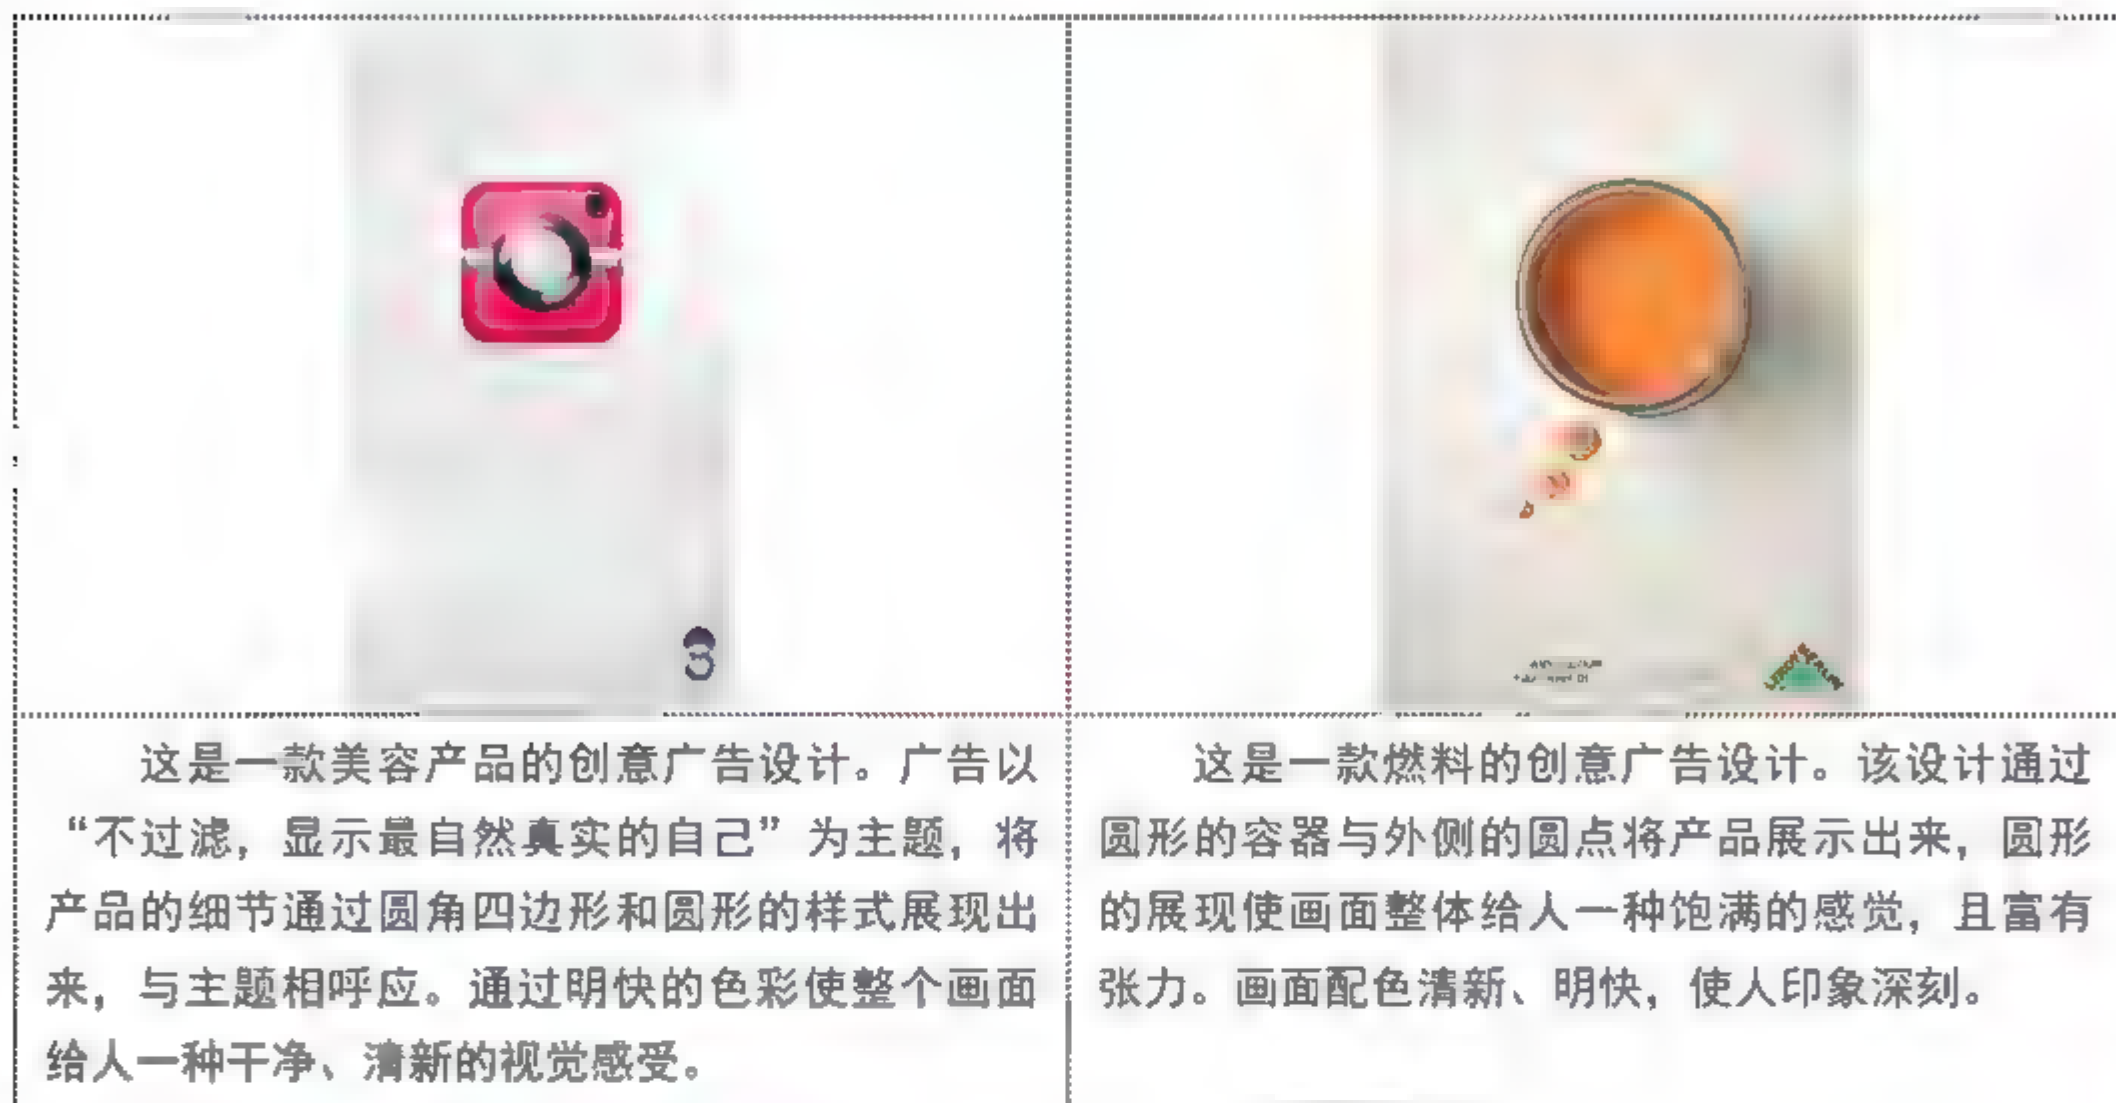 这是一款美容产品的创意广告设计。广告以
“不过滤，显示最自然真实的自己”为主题，将
产品的细节通过圆角四边形和圆形的样式展现出
来，与主题相呼应。通过明快的色彩使整个画面
给人一种干净、清新的视觉感受。
这是一款燃料的创意广告设计。该设计通过
圆形的容器与外侧的圆点将产品展示出来，圆形
的展现使画面整体给人一种饱满的感觉，且富有
张力。画面配色清新、明快，使人印象深刻。